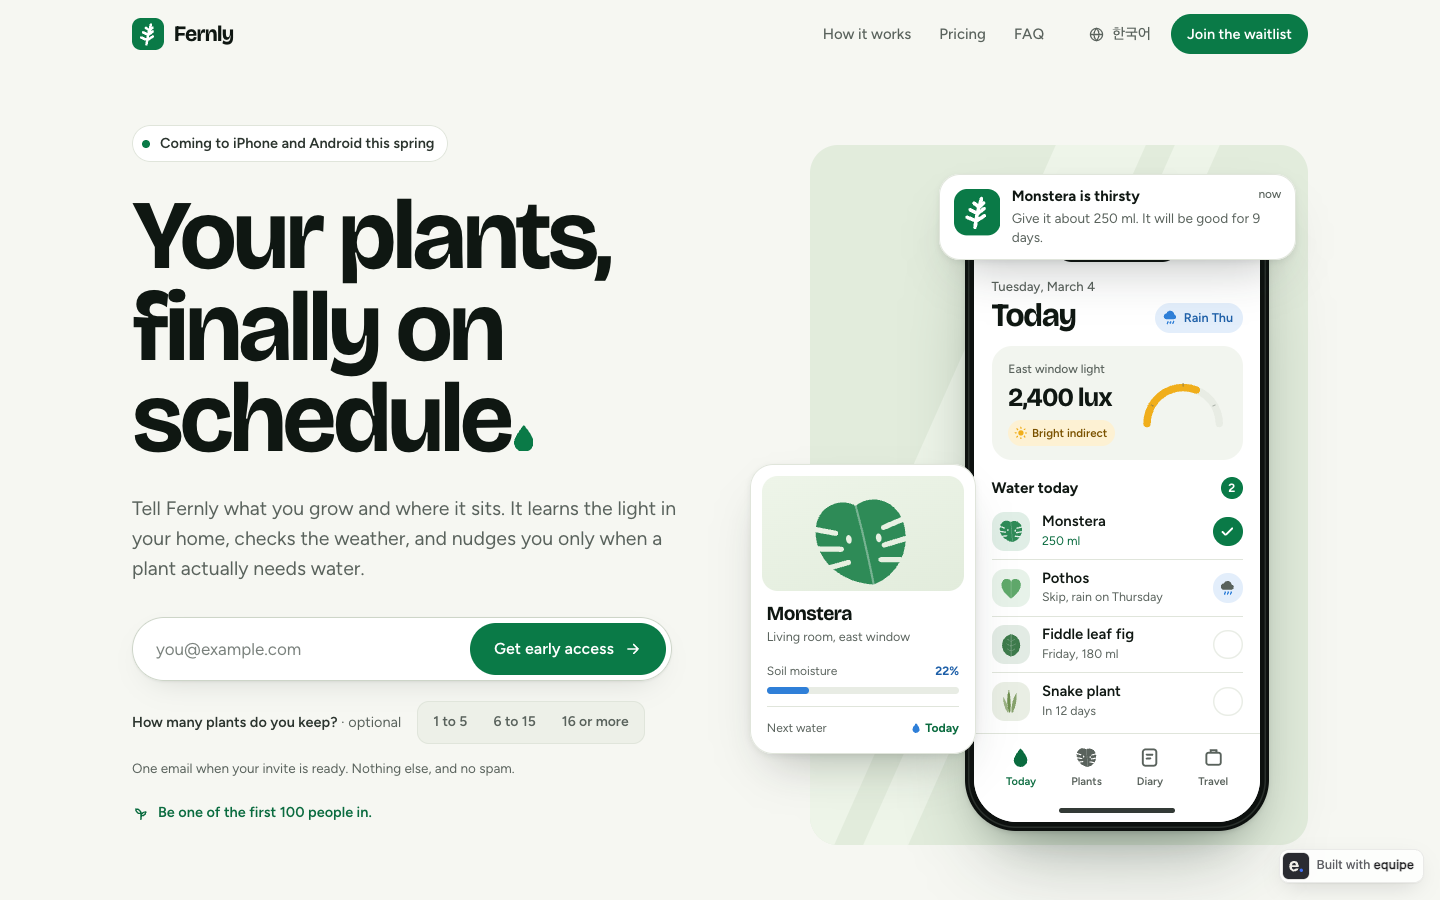 Fernly
How it works
Pricing
FAQ
한국어
Join the waitlist
Coming to iPhone and Android this spring
Your plants,
finally on
schedule
Tell Fernly what you grow and where it sits. It learns the light in
your home, checks the weather, and nudges you only when a
plant actually needs water.
you@example.com
Get early access →
How many plants do you keep? · optional
1 to 5
6 to 15
16 or more
One email when your invite is ready. Nothing else, and no spam.
Be one of the first 100 people in.
Monstera is thirsty
now
Give it about 250 ml. It will be good for 9
days.
Tuesday, March 4
Today
Rain Thu
East window light
2,400 lux
Bright indirect
Water today
2
Monstera
250 ml
Pothos
Skip, rain on Thursday
Fiddle leaf fig
Friday, 180 ml
Snake plant
In 12 days
Today
Plants
Diary
Travel
Monstera
Living room, east window
Soil moisture
22%
Next water
Today
e.
Built with equipe